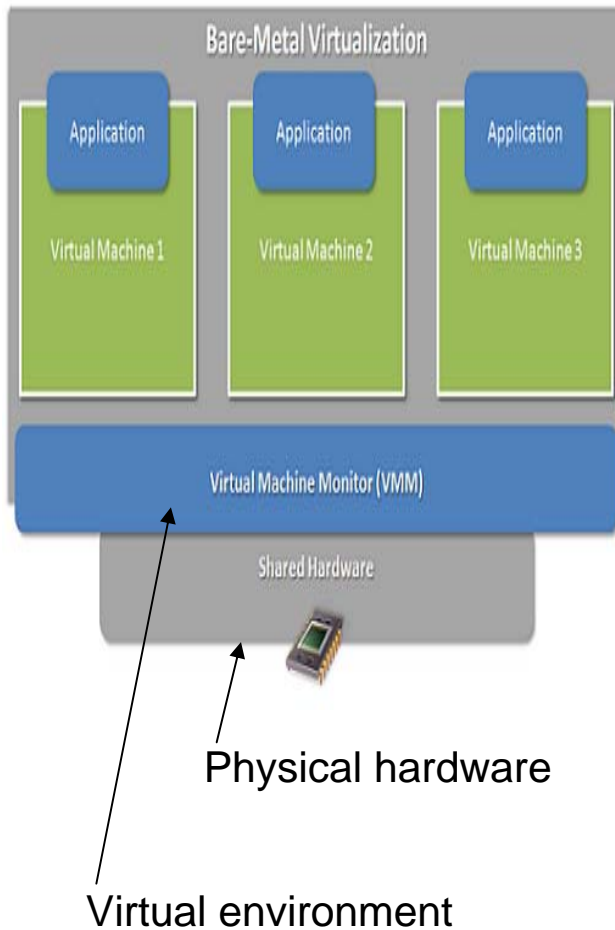 Bare-Metal Virtualization
Application
Application
Application
Virtual Machine 1
Virtual Machine 2
Virtual Machine 3
Virtual Machine Monitor (VMM)
Shared Hardware
Physical hardware
Virtual environment